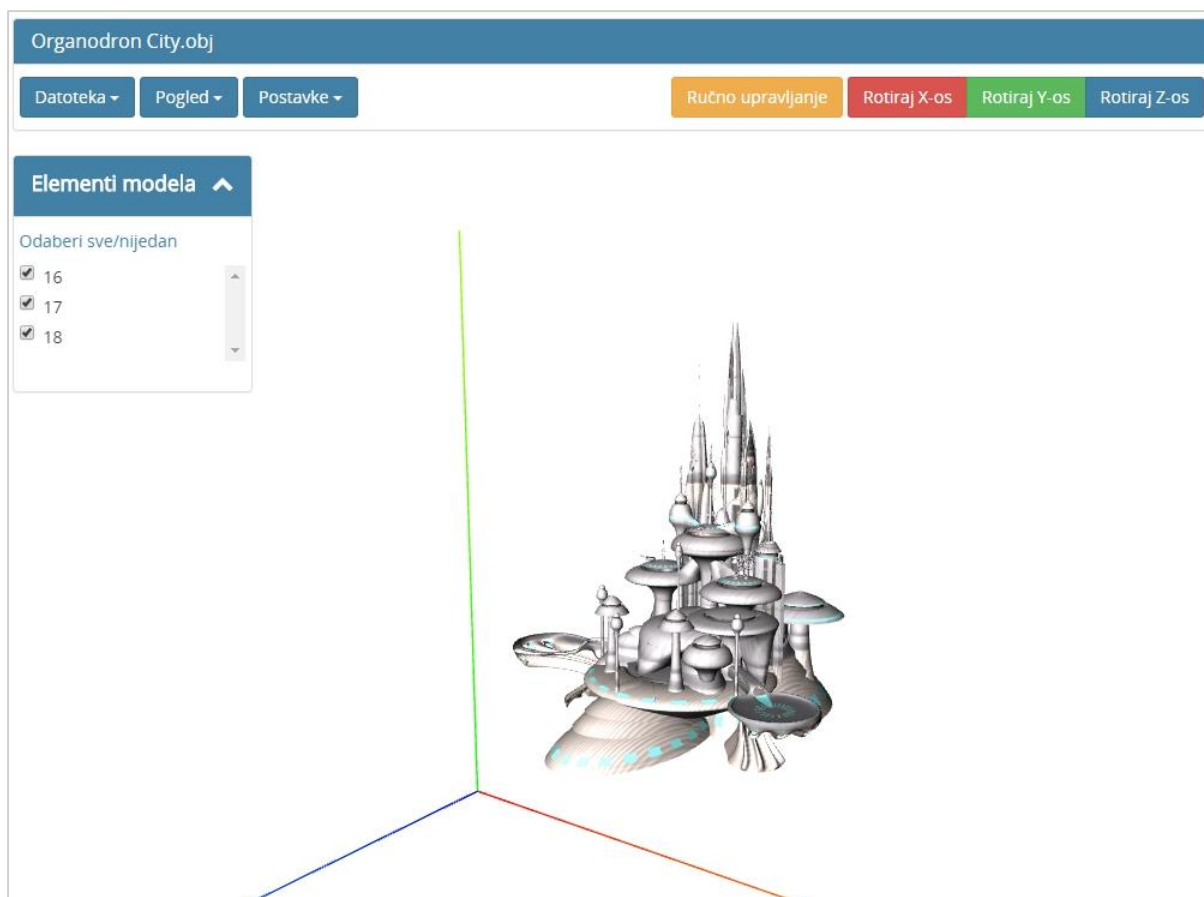 Organodron City.obj
Datoteka Pogled Postavke Ručno upravljanje Rotiraj X-os Rotiraj Y-os Rotiraj Z-os
Elementi modela
Odaberi sve/nijedan
16
17
18